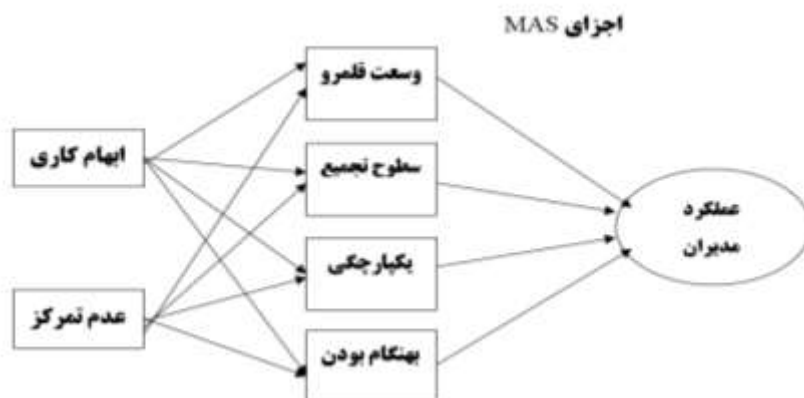 اجزای MAS
وسعت قلمرو
ابهام کاری
سطوح تجمیع
عملکرد
مدیران
یکپارچگی
عدم تمرکز
بهنگام بودن